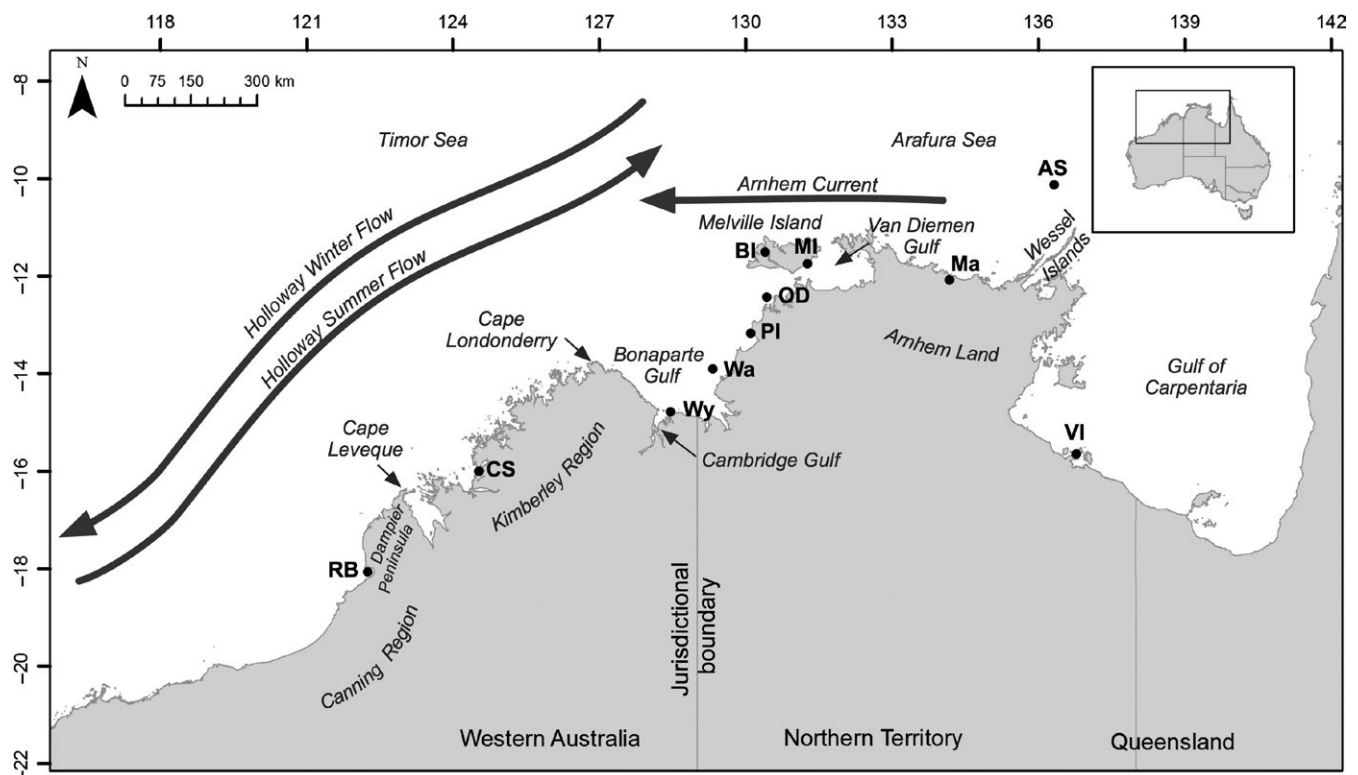 118 121 124 127 130 133 136 139 142
-8
-10
-12
-14
-16
-18
-20
-22
N
0 75 150 300 km
Timor Sea
Arafura Sea
AS
Arnhem Current
Holloway Winter Flow
Holloway Summer Flow
Melville Island
BI
MI
Van Diemen
Gulf
Ma
Wessel
Islands
OD
PI
Cape
Londonderry
Bonaparte
Gulf
Wa
Arnhem Land
Gulf of
Carpentaria
Wy
Cape
Leveque
CS
Kimberley Region
Cambridge Gulf
VI
RB
Dampier
Peninsula
Canning Region
Jurisdictional
boundary
Western Australia
Northern Territory
Queensland